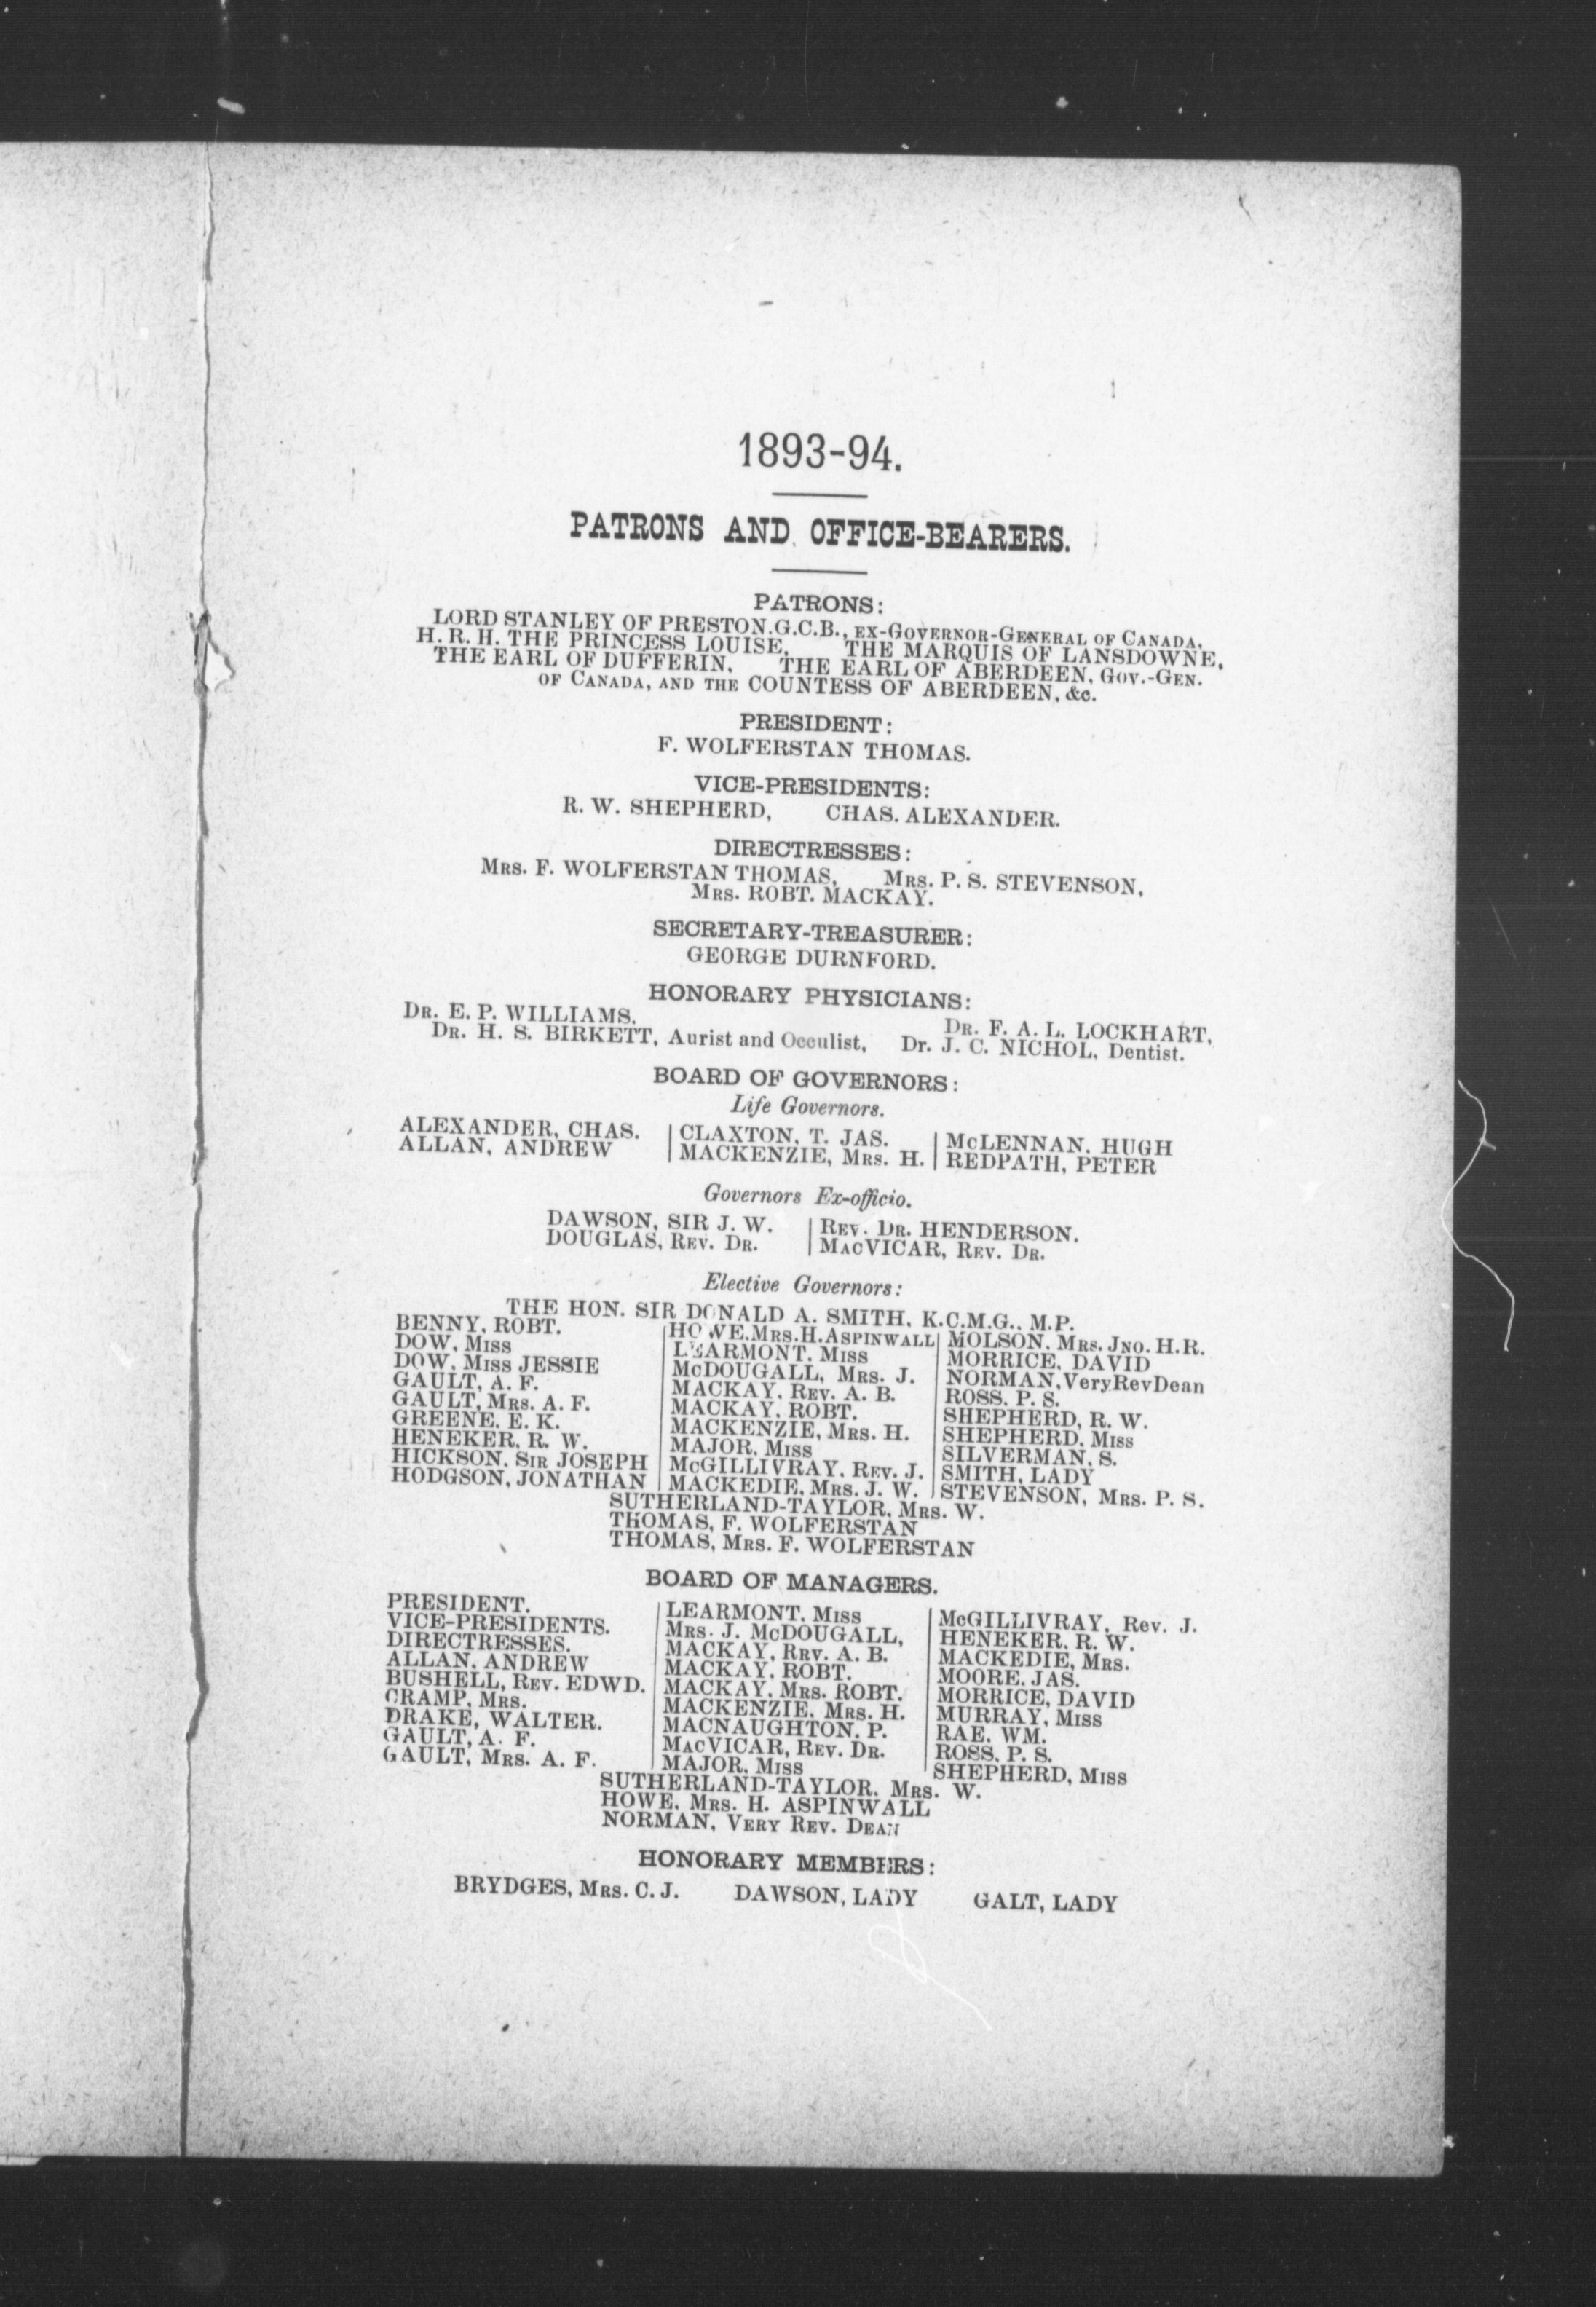 1893-94.
PATRONS AND OFFICE-BEARERS.
PATRONS:
LORD STANLEY OF PRESTON.G.C.B., EX-GOVERNOR-GENERAL OF CANADA,
H. R. H. THE PRINCESS LOUISE, THE MARQUIS OF LANSDOWNE,
THE EARL OF DUFFERIN, THE EARL OF ABERDEEN, GOV.-GEN.
OF CANADA, AND THE COUNTESS OF ABERDEEN, &c.
PRESIDENT:
F. WOLFERSTAN THOMAS.
VICE-PRESIDENTS:
R. W. SHEPHERD, CHAS. ALEXANDER.
DIRECTRESSES:
MRS. F. WOLFERSTAN THOMAS, MRS. P. S. STEVENSON,
MRS. ROBT. MACKAY.
SECRETARY-TREASURER:
GEORGE DURNFORD.
HONORARY PHYSICIANS:
DR. E. P. WILLIAMS. DR. F. A. L. LOCKHART,
DR. H. S. BIRKETT, Aurist and Occulist, Dr. J. C. NICHOL, Dentist.
BOARD OF GOVERNORS:
Life Governors.
ALEXANDER, CHAS.
ALLAN, ANDREW
CLAXTON, T. JAS.
MACKENZIE, MRS. H.
McLENNAN, HUGH
REDPATH, PETER
Governors Ex-officio.
DAWSON, SIR J. W.
DOUGLAS, REV. DR.
REV. DR. HENDERSON.
MACVICAR, REV. DR.
Elective Governors:
THE HON. SIR DONALD A. SMITH, K.C.M.G., M.P.
BENNY, ROBT.
DOW, MISS
DOW, MISS JESSIE
GAULT, A. F.
GAULT, MRS. A. F.
GREENE, E. K.
HENEKER, R. W.
HICKSON, SIR JOSEPH
HODGSON, JONATHAN
HOWE, MRS. H. ASPINWALL
LEARMONT, MISS
McDOUGALL, MRS. J.
MACKAY, REV. A. B.
MACKAY, ROBT.
MACKENZIE, MRS. H.
MAJOR, MISS
McGILLIVRAY, REV. J.
MACKEDIE, MRS. J. W.
MOLSON, MRS. JNO. H.R.
MORRICE, DAVID
NORMAN, VeryRevDean
ROSS, P. S.
SHEPHERD, R. W.
SHEPHERD, MISS
SILVERMAN, S.
SMITH, LADY
STEVENSON, MRS. P. S.
SUTHERLAND-TAYLOR, MRS. W.
THOMAS, F. WOLFERSTAN
THOMAS, MRS. F. WOLFERSTAN
BOARD OF MANAGERS.
PRESIDENT.
VICE-PRESIDENTS.
DIRECTRESSES.
ALLAN, ANDREW
BUSHELL, REV. EDWD.
CRAMP, MRS.
DRAKE, WALTER.
GAULT, A. F.
GAULT, MRS. A. F.
LEARMONT, MISS
MRS. J. McDOUGALL,
MACKAY, RRV. A. B.
MACKAY, ROBT.
MACKAY, MRS. ROBT.
MACKENZIE, MRS. H.
MACNAUGHTON, P.
MACVICAR, REV. DR.
MAJOR, MISS
McGILLIVRAY, Rev. J.
HENEKER, R. W.
MACKEDIE, MRS.
MOORE, JAS.
MORRICE, DAVID
MURRAY, MISS
RAE, WM.
ROSS, P. S.
SHEPHERD, MISS
SUTHERLAND-TAYLOR, MRS. W.
HOWE, MRS. H. ASPINWALL
NORMAN, VERY REV. DEAN
HONORARY MEMBERS:
BRYDGES, MRS. C. J. DAWSON, LADY GALT, LADY